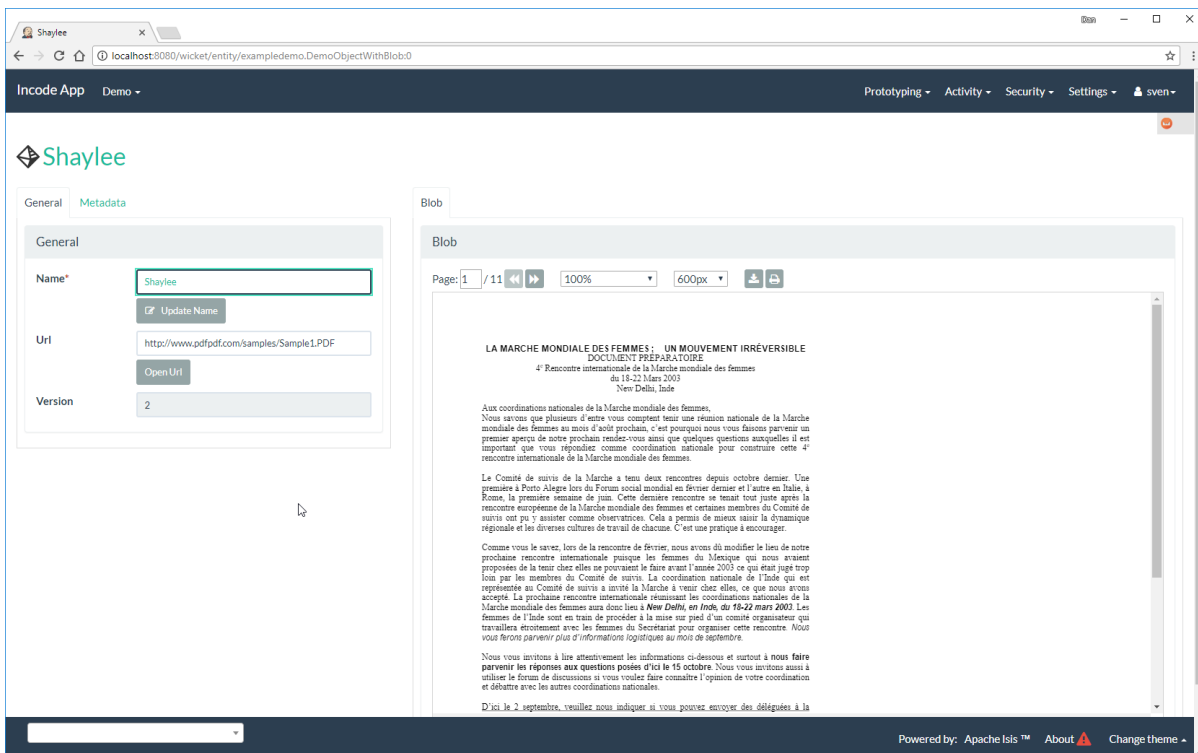 Shaylee
Dan
localhost:8080/wicket/entity/exampledemo.DemoObjectWithBlob:0
Incode App Demo Prototyping Activity Security Settings sven
Shaylee
General Metadata
General
Name*
Shaylee
Update Name
Url
http://www.pdfpdf.com/samples/Sample1.PDF
Open Url
Version
2
Blob
Blob
Page: 1 / 11 100% 600px
LA MARCHE MONDIALE DES FEMMES ; UN MOUVEMENT IRRÉVERSIBLE
DOCUMENT PRÉPARATOIRE
4e Rencontre internationale de la Marche mondiale des femmes
du 18-22 Mars 2003
New Delhi, Inde
Aux coordinations nationales de la Marche mondiale des femmes,
Nous savons que plusieurs d'entre vous comptent tenir une réunion nationale de la Marche
mondiale des femmes au mois d'août prochain, c'est pourquoi nous vous faisons parvenir un
premier aperçu de notre prochain rendez-vous ainsi que quelques questions auxquelles il est
important que vous répondiez comme coordination nationale pour construire cette 4e
rencontre internationale de la Marche mondiale des femmes.
Le Comité de suivis de la Marche a tenu deux rencontres depuis octobre dernier. Une
première à Porto Alegre lors du Forum social mondial en février dernier et l'autre en Italie, à
Rome, la première semaine de juin. Cette dernière rencontre se tenait tout juste après la
rencontre européenne de la Marche mondiale des femmes et certaines membres du Comité de
suivis ont pu y assister comme observatrices. Cela a permis de mieux saisir la dynamique
régionale et les diverses cultures de travail de chacune. C'est une pratique à encourager.
Comme vous le savez, lors de la rencontre de février, nous avons dû modifier le lieu de notre
prochaine rencontre internationale puisque les femmes du Mexique qui nous avaient
proposées de la tenir chez elles ne pouvaient le faire avant l'année 2003 ce qui était jugé trop
loin par les membres du Comité de suivis. La coordination nationale de l'Inde qui est
représentée au Comité de suivis a invité la Marche à venir chez elles, ce que nous avons
accepté. La prochaine rencontre internationale réunissant les coordinations nationales de la
Marche mondiale des femmes aura donc lieu à New Delhi, en Inde, du 18-22 mars 2003. Les
femmes de l'Inde sont en train de procéder à la mise sur pied d'un comité organisateur qui
travaillera étroitement avec les femmes du Secrétariat pour organiser cette rencontre. Nous
vous ferons parvenir plus d'informations logistiques au mois de septembre.
Nous vous invitons à lire attentivement les informations ci-dessous et surtout à nous faire
parvenir les réponses aux questions posées d'ici le 15 octobre. Nous vous invitons aussi à
utiliser le forum de discussions si vous voulez faire connaître l'opinion de votre coordination
et débattre avec les autres coordinations nationales.
D'ici le 2 septembre, veuillez nous indiquer si vous pouvez envoyer des déléguées à la
Powered by: Apache Isis ™ About Change theme